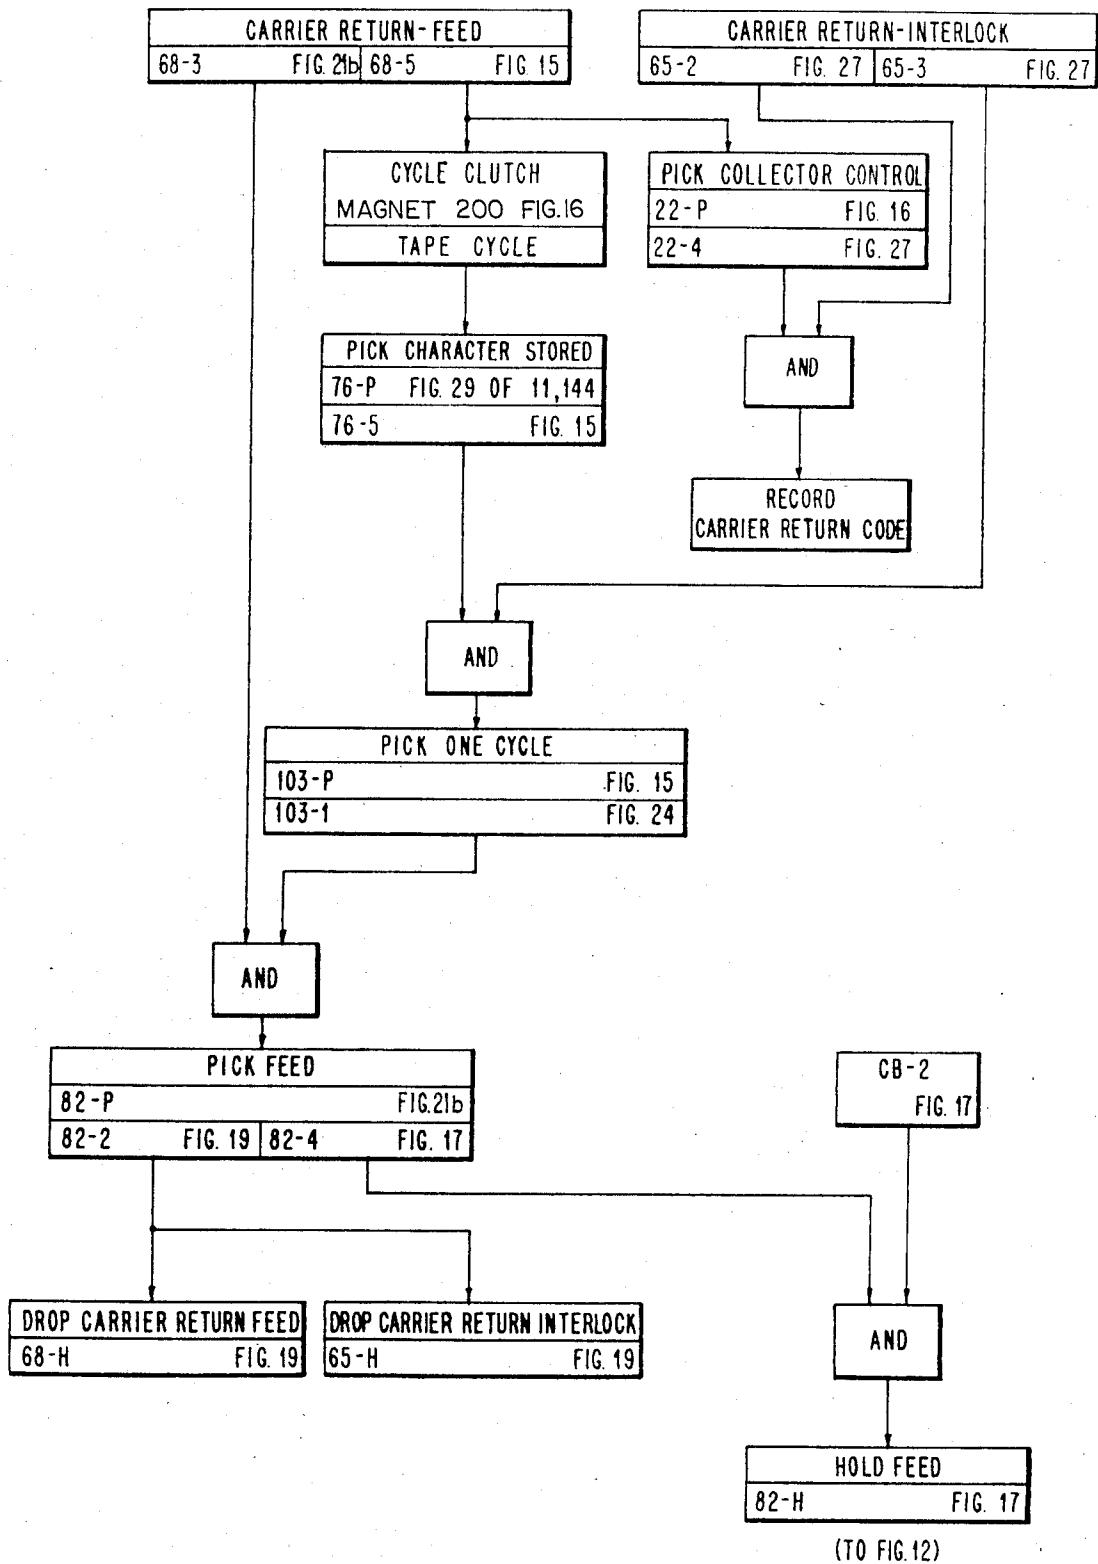 CARRIER RETURN-FEED
68-3 FIG. 21b 68-5 FIG. 15
CARRIER RETURN-INTERLOCK
65-2 FIG. 27 65-3 FIG. 27
CYCLE CLUTCH
MAGNET 200 FIG.16
TAPE CYCLE
PICK COLLECTOR CONTROL
22-P FIG. 16
22-4 FIG. 27
PICK CHARACTER STORED
76-P FIG. 29 OF 11,144
76-5 FIG. 15
AND
RECORD
CARRIER RETURN CODE
AND
PICK ONE CYCLE
103-P FIG. 15
103-1 FIG. 24
AND
PICK FEED
82-P FIG.21b
82-2 FIG. 19 82-4 FIG. 17
CB-2
FIG. 17
DROP CARRIER RETURN FEED
68-H FIG. 19
DROP CARRIER RETURN INTERLOCK
65-H FIG. 19
AND
HOLD FEED
82-H FIG. 17
(TO FIG.12)